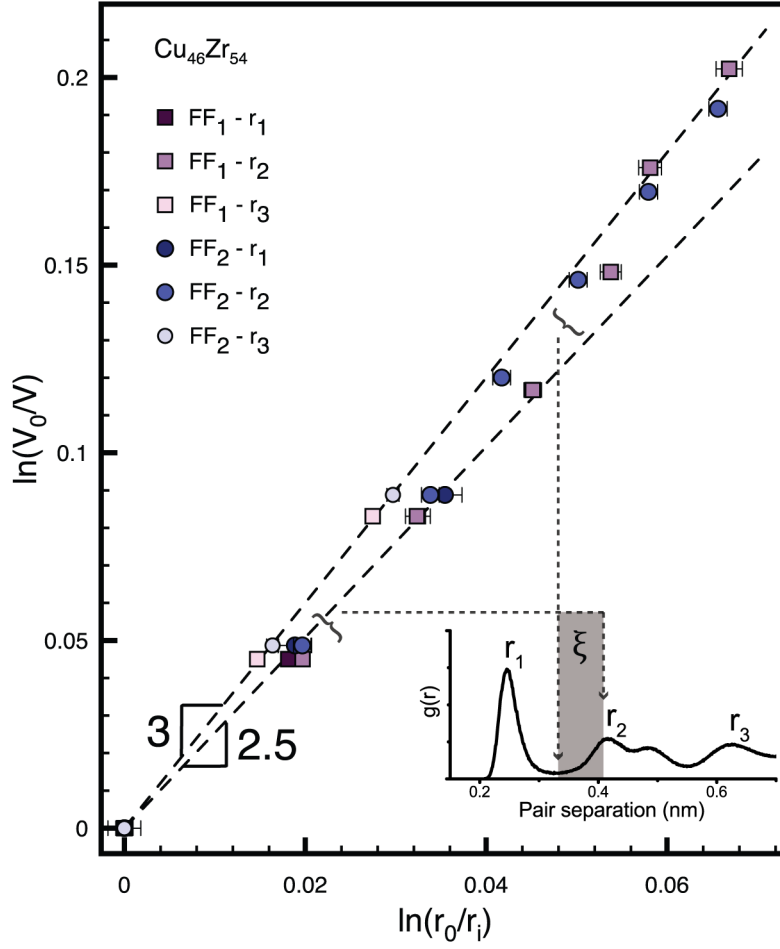 Cu₄₆Zr₅₄
FF₁ - r₁
FF₁ - r₂
FF₁ - r₃
FF₂ - r₁
FF₂ - r₂
FF₂ - r₃
ln(V₀/V)
0.2
0.15
0.1
0.05
0
3
2.5
ξ
r₁
r₂
r₃
g(r)
0.2 0.4 0.6
Pair separation (nm)
0 0.02 0.04 0.06
ln(r₀/rᵢ)